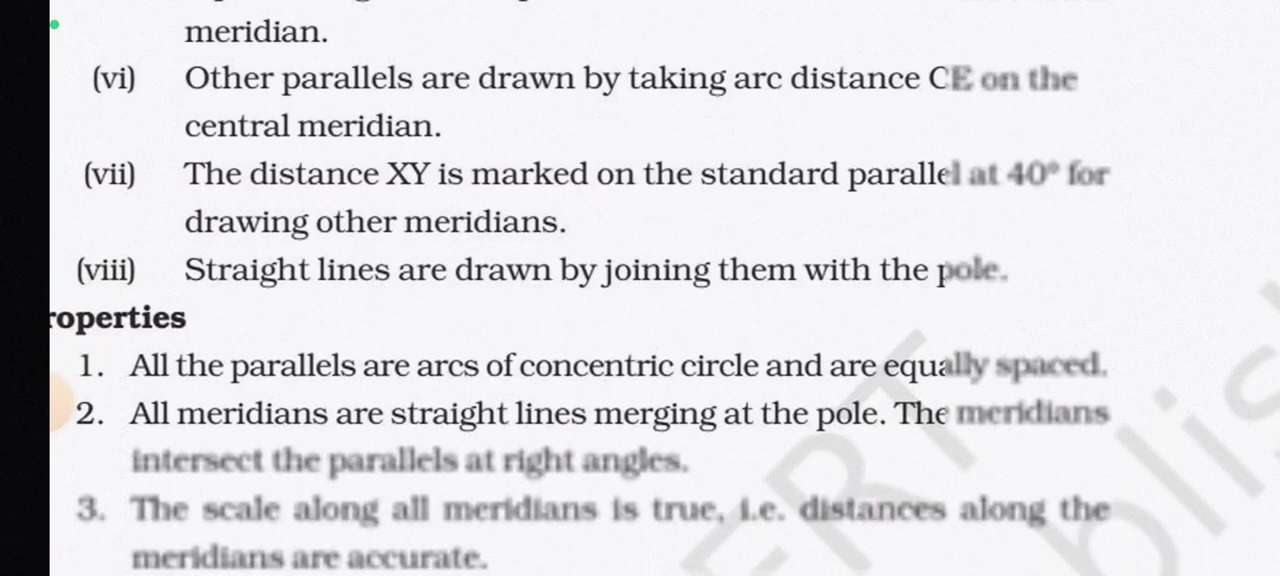 meridian.
(vi) Other parallels are drawn by taking arc distance CE on the
central meridian.
(vii) The distance XY is marked on the standard parallel at 40° for
drawing other meridians.
(viii) Straight lines are drawn by joining them with the pole.
roperties
1. All the parallels are arcs of concentric circle and are equally spaced.
2. All meridians are straight lines merging at the pole. The meridians
intersect the parallels at right angles.
3. The scale along all meridians is true, i.e. distances along the
meridians are accurate.
ERT
blis